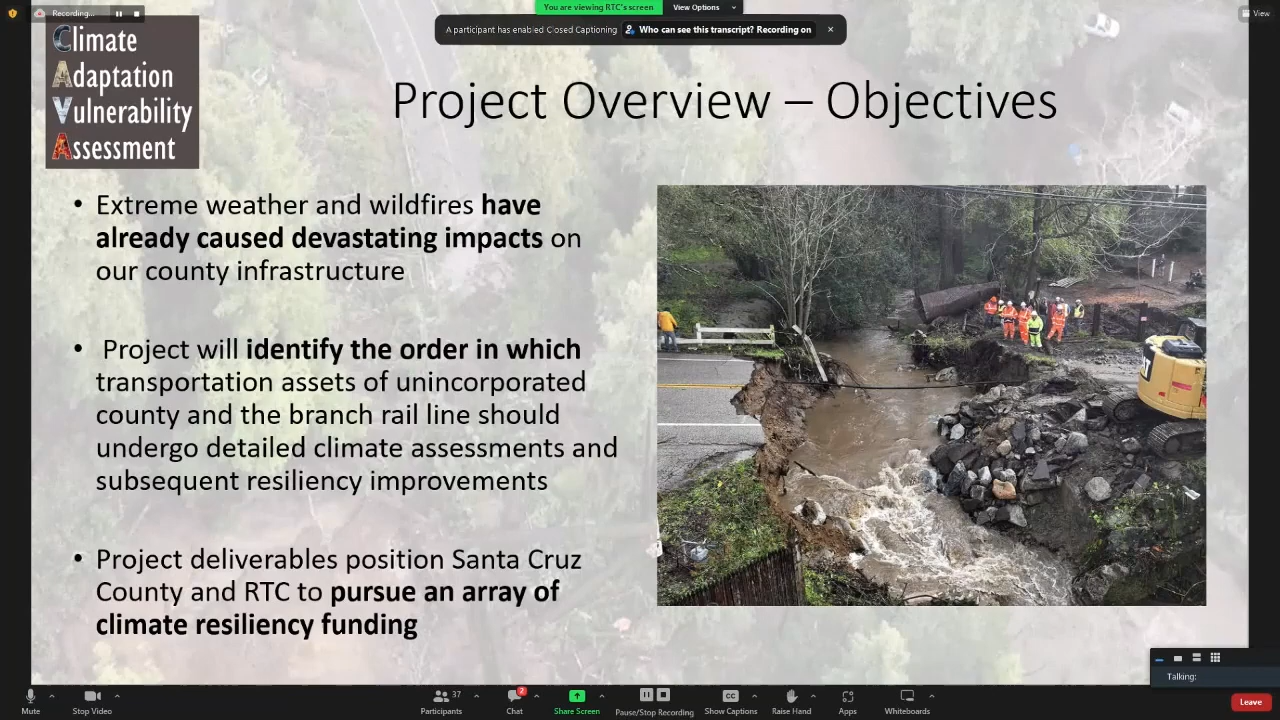 Recording...
You are viewing RTC's screen
View Options
View
A participant has enabled Closed Captioning
Who can see this transcript? Recording on
Climate
Adaptation
Vulnerability
Assessment
Project Overview – Objectives
• Extreme weather and wildfires have
already caused devastating impacts on
our county infrastructure
• Project will identify the order in which
transportation assets of unincorporated
county and the branch rail line should
undergo detailed climate assessments and
subsequent resiliency improvements
• Project deliverables position Santa Cruz
County and RTC to pursue an array of
climate resiliency funding
CAT
Talking:
Mute
Stop Video
Participants
37
Chat
2
Share Screen
Pause/Stop Recording
CC
Show Captions
Raise Hand
Apps
Whiteboards
Leave